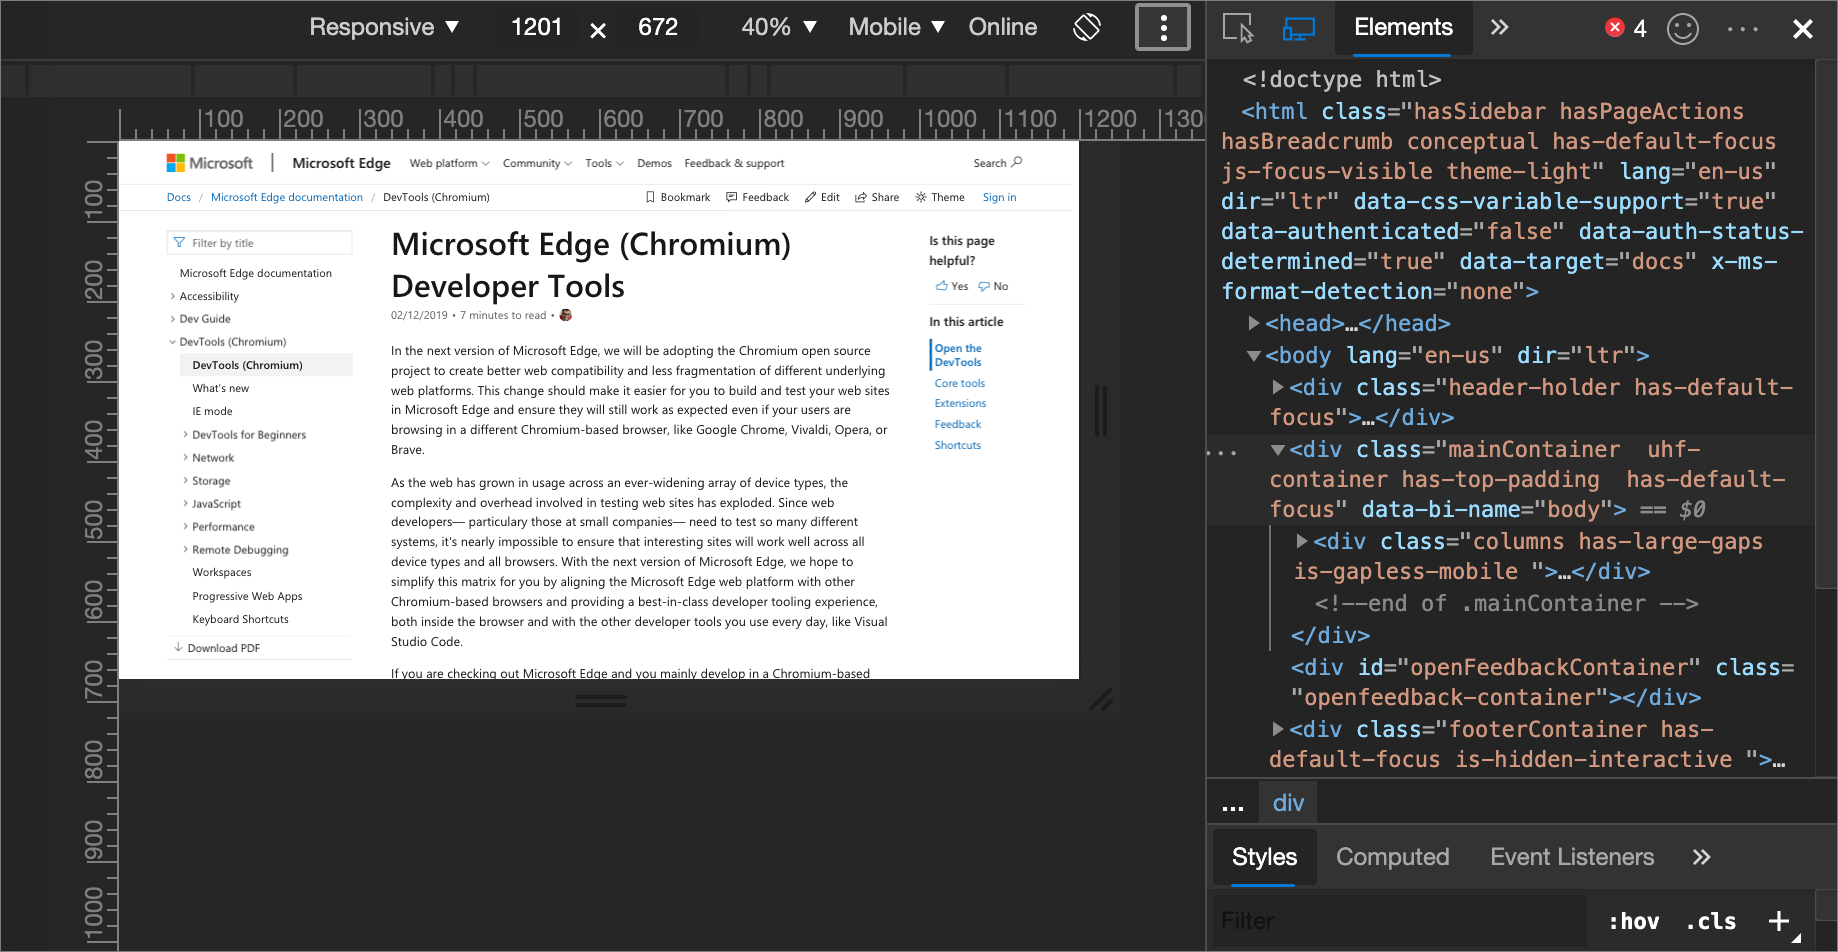 Responsive ▼ 1201 × 672 40% ▼ Mobile ▼ Online
Elements » 4 ··· ×
100 200 300 400 500 600 700 800 900 1000 1100 1200 130
100
200
300
400
500
600
700
800
900
1000
Microsoft | Microsoft Edge Web platform Community Tools Demos Feedback & support Search
Docs / Microsoft Edge documentation / DevTools (Chromium) Bookmark Feedback Edit Share Theme Sign in
Filter by title
Microsoft Edge documentation
Accessibility
Dev Guide
DevTools (Chromium)
DevTools (Chromium)
What's new
IE mode
DevTools for Beginners
Network
Storage
JavaScript
Performance
Remote Debugging
Workspaces
Progressive Web Apps
Keyboard Shortcuts
Download PDF
Microsoft Edge (Chromium)
Developer Tools
02/12/2019 • 7 minutes to read •
In the next version of Microsoft Edge, we will be adopting the Chromium open source
project to create better web compatibility and less fragmentation of different underlying
web platforms. This change should make it easier for you to build and test your web sites
in Microsoft Edge and ensure they will still work as expected even if your users are
browsing in a different Chromium-based browser, like Google Chrome, Vivaldi, Opera, or
Brave.
As the web has grown in usage across an ever-widening array of device types, the
complexity and overhead involved in testing web sites has exploded. Since web
developers— particulary those at small companies— need to test so many different
systems, it's nearly impossible to ensure that interesting sites will work well across all
device types and all browsers. With the next version of Microsoft Edge, we hope to
simplify this matrix for you by aligning the Microsoft Edge web platform with other
Chromium-based browsers and providing a best-in-class developer tooling experience,
both inside the browser and with the other developer tools you use every day, like Visual
Studio Code.
If you are checking out Microsoft Edge and you mainly develop in a Chromium-based
Is this page
helpful?
Yes No
In this article
Open the
DevTools
Core tools
Extensions
Feedback
Shortcuts
<!doctype html>
<html class="hasSidebar hasPageActions
hasBreadcrumb conceptual has-default-focus
js-focus-visible theme-light" lang="en-us"
dir="ltr" data-css-variable-support="true"
data-authenticated="false" data-auth-status-
determined="true" data-target="docs" x-ms-
format-detection="none">
▶<head>…</head>
▼<body lang="en-us" dir="ltr">
▶<div class="header-holder has-default-
focus">…</div>
··· ▼<div class="mainContainer  uhf-
container has-top-padding  has-default-
focus" data-bi-name="body"> == $0
▶<div class="columns has-large-gaps
is-gapless-mobile ">…</div>
<!--end of .mainContainer -->
</div>
<div id="openFeedbackContainer" class=
"openfeedback-container"></div>
▶<div class="footerContainer has-
default-focus is-hidden-interactive ">…
... div
Styles Computed Event Listeners »
Filter :hov .cls +